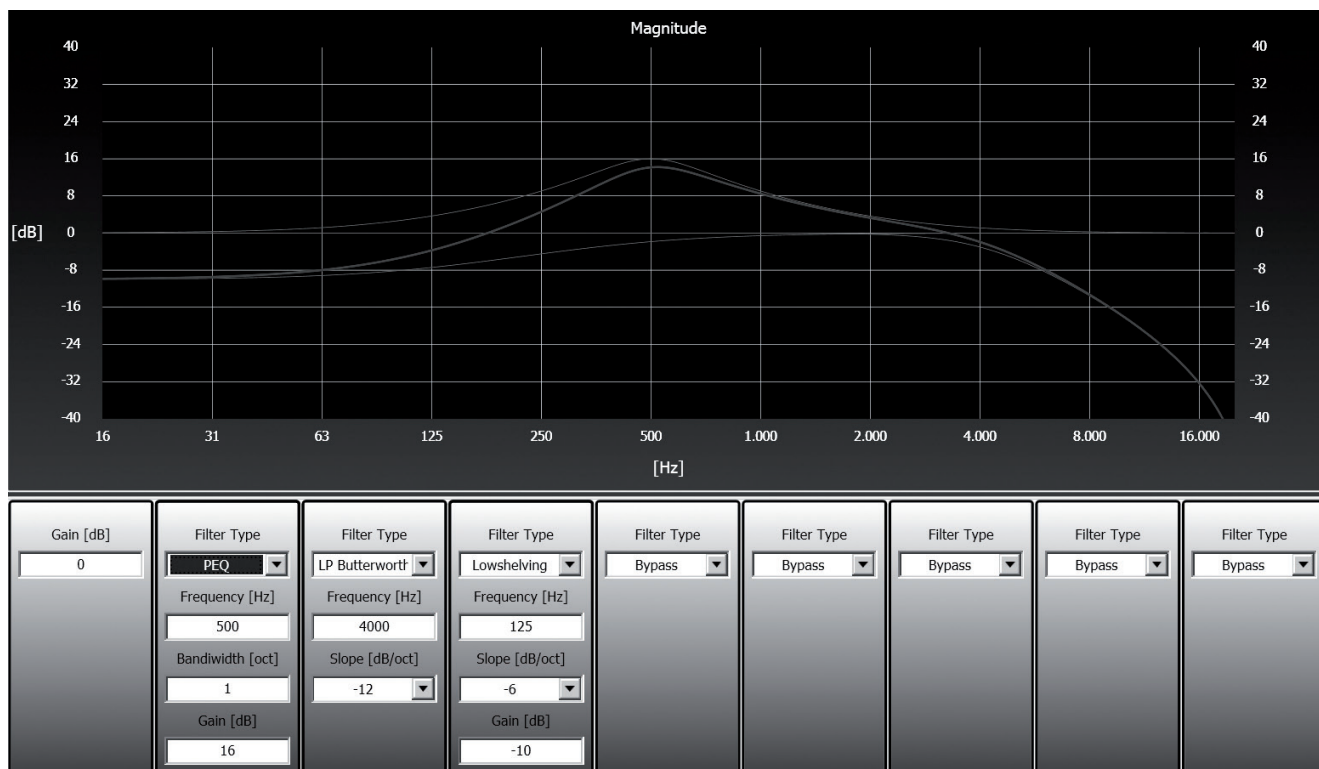 Magnitude
40 40
32 32
24 24
16 16
8 8
[dB] 0 0
-8 -8
-16 -16
-24 -24
-32 -32
-40 -40
16 31 63 125 250 500 1.000 2.000 4.000 8.000 16.000
[Hz]
Gain [dB] Filter Type Filter Type Filter Type Filter Type Filter Type Filter Type Filter Type Filter Type
0 PEQ LP Butterwortł Lowshelving Bypass Bypass Bypass Bypass Bypass
Frequency [Hz] Frequency [Hz] Frequency [Hz]
500 4000 125
Bandiwidth [oct] Slope [dB/oct] Slope [dB/oct]
1 -12 -6
Gain [dB] Gain [dB]
16 -10